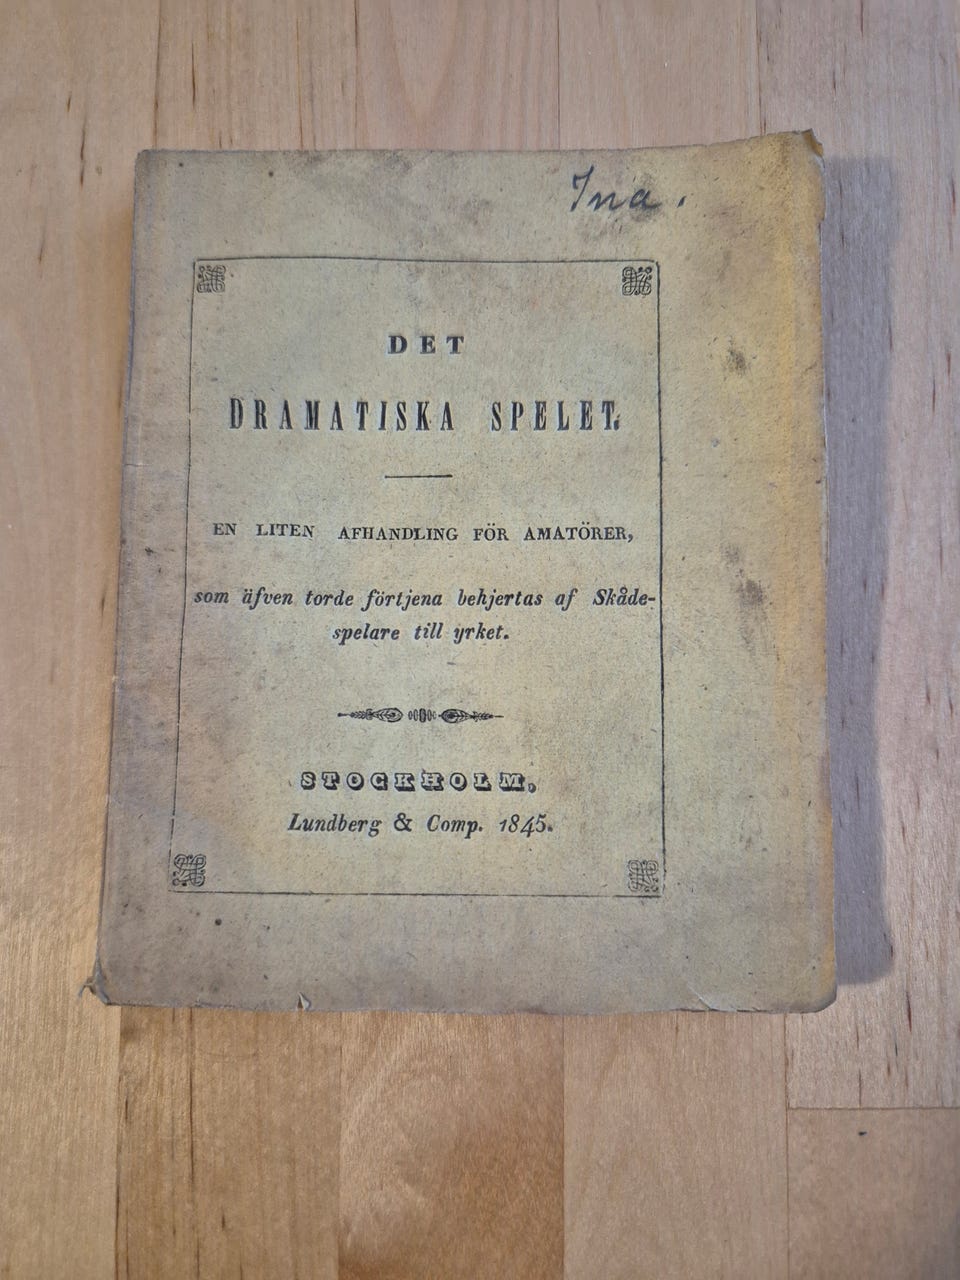 Ina.
DET
DRAMATISKA SPELET.
EN LITEN AFHANDLING FÖR AMATÖRER,
som äfven torde förtjena behjertas af Skåde-
spelare till yrket.
STOCKHOLM,
Lundberg & Comp. 1845.